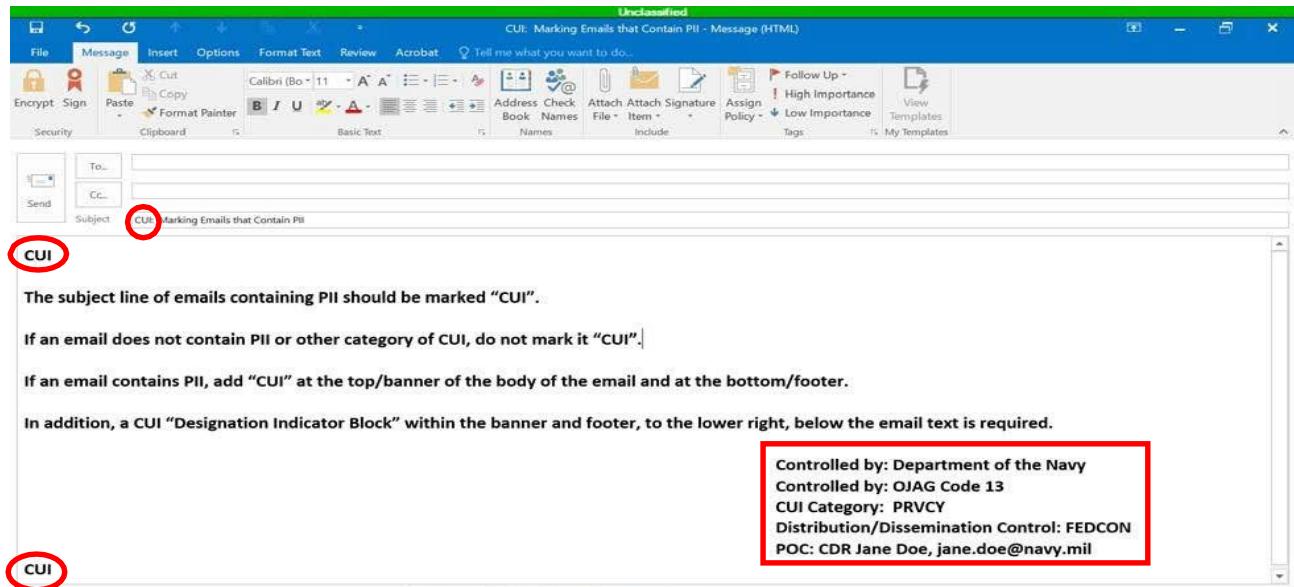 Unclassified
CUI: Marking Emails that Contain PII - Message (HTML)
File Message Insert Options Format Text Review Acrobat Tell me what you want to do...
Encrypt Sign Paste Cut Copy Format Painter Calibri (Bo 11 A A B I U A Address Book Check Names Attach File Attach Item Signature Assign Policy Follow Up High Importance Low Importance View Templates
Security Clipboard Basic Text Names Include Tags My Templates
To...
Cc...
Send
Subject CUI: Marking Emails that Contain PII
CUI
The subject line of emails containing PII should be marked “CUI”.
If an email does not contain PII or other category of CUI, do not mark it “CUI”.
If an email contains PII, add “CUI” at the top/banner of the body of the email and at the bottom/footer.
In addition, a CUI “Designation Indicator Block” within the banner and footer, to the lower right, below the email text is required.
Controlled by: Department of the Navy
Controlled by: OJAG Code 13
CUI Category: PRVCY
Distribution/Dissemination Control: FEDCON
POC: CDR Jane Doe, jane.doe@navy.mil
CUI